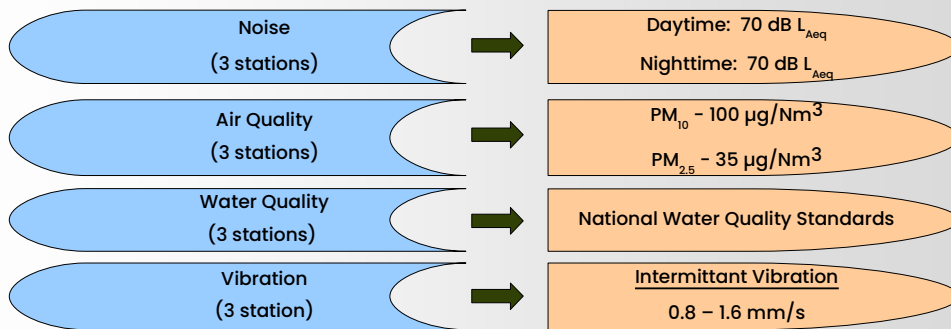 Noise
(3 stations)
Daytime: 70 dB L_Aeq
Nighttime: 70 dB L_Aeq
Air Quality
(3 stations)
PM₁₀ - 100 µg/Nm³
PM₂.₅ - 35 µg/Nm³
Water Quality
(3 stations)
National Water Quality Standards
Vibration
(3 station)
Intermittant Vibration
0.8 – 1.6 mm/s